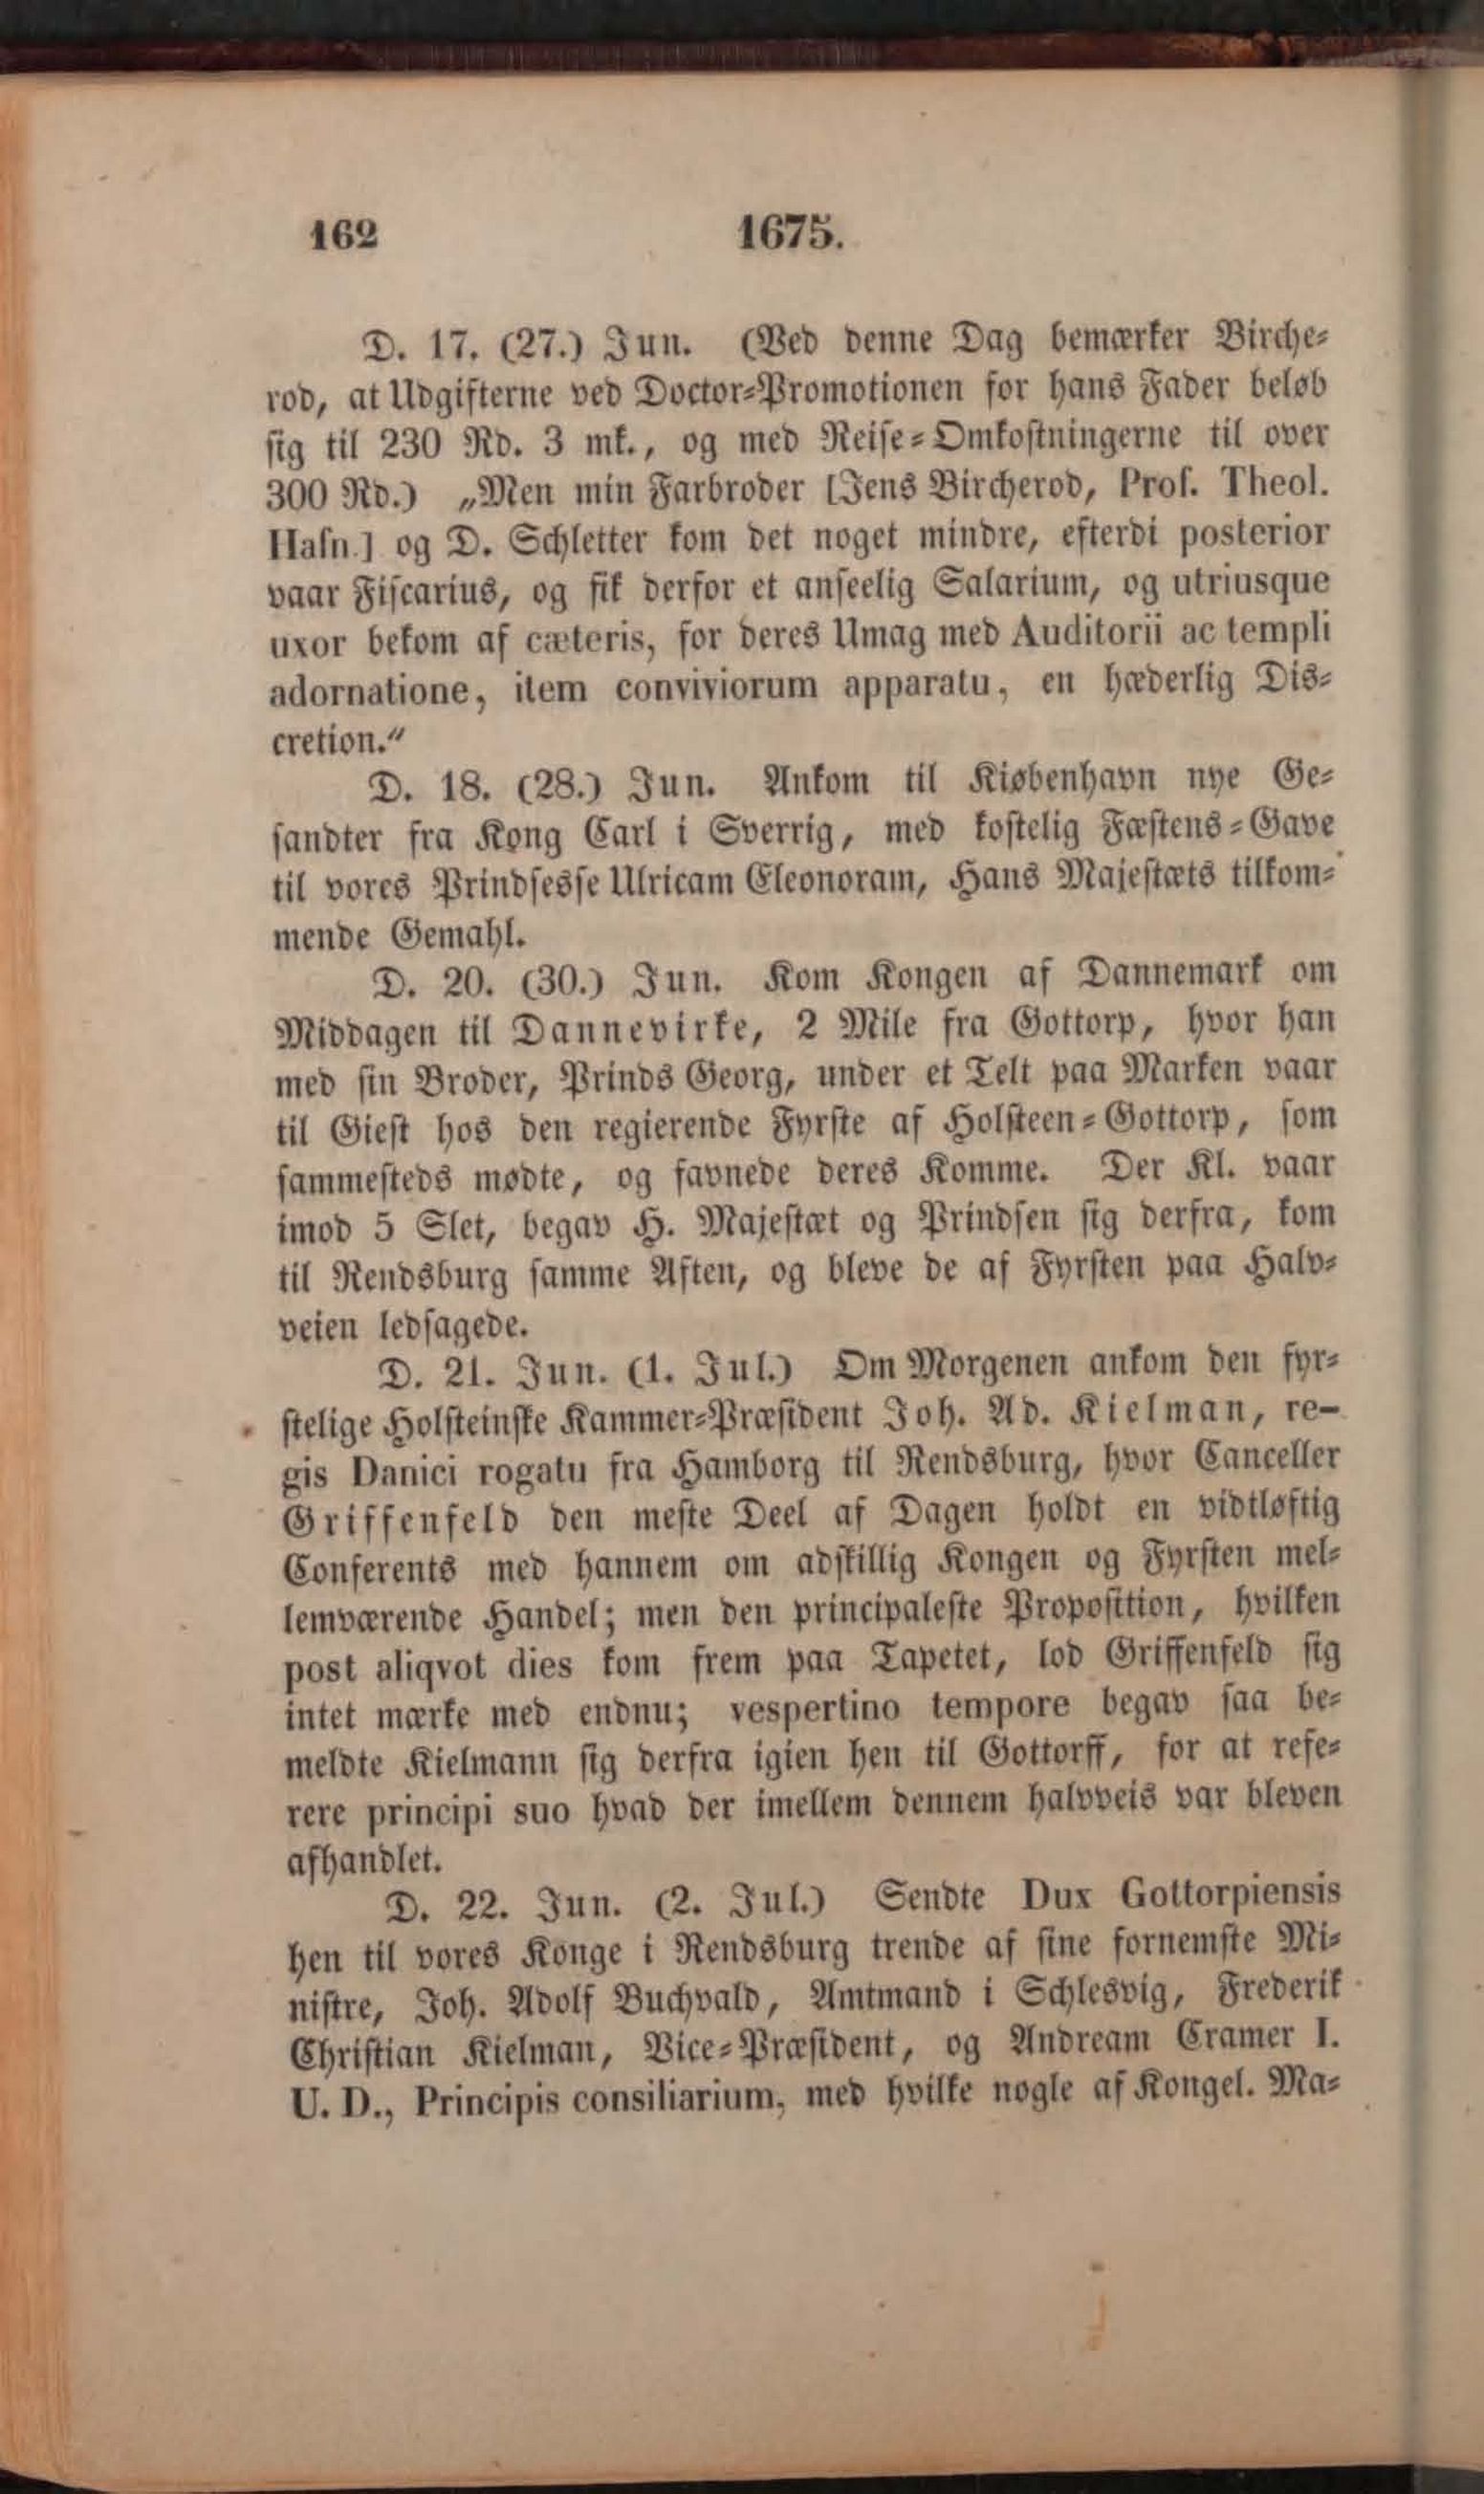 162 1675.
D. 17. (27.) Jun. (Ved denne Dag bemærker Birche-
rod, at Udgifterne ved Doctor-Promotionen for hans Fader beløb
sig til 230 Rd. 3 mk., og med Reise-Omkostningerne til over
300 Rd.) „Men min Farbroder [Jens Bircherod, Prof. Theol.
Hafn.] og D. Schletter kom det noget mindre, efterdi posterior
vaar Fiscarius, og fik derfor et anseelig Salarium, og utriusque
uxor bekom af cæteris, for deres Umag med Auditorii ac templi
adornatione, item conviviorum apparatu, en hæderlig Dis-
cretion.“
D. 18. (28.) Jun. Ankom til Kiøbenhavn nye Ge-
sandter fra Kong Carl i Sverrig, med kostelig Fæstens-Gave
til vores Prindsesse Ulricam Eleonoram, Hans Majestæts tilkom-
mende Gemahl.
D. 20. (30.) Jun. Kom Kongen af Dannemark om
Middagen til Dannevirke, 2 Mile fra Gottorp, hvor han
med sin Broder, Prinds Georg, under et Telt paa Marken vaar
til Giest hos den regierende Fyrste af Holsteen-Gottorp, som
sammesteds mødte, og favnede deres Komme. Der Kl. vaar
imod 5 Slet, begav H. Majestæt og Prindsen sig derfra, kom
til Rendsburg samme Aften, og bleve de af Fyrsten paa Halv-
veien ledsagede.
D. 21. Jun. (1. Jul.) Om Morgenen ankom den fyr-
stelige Holsteinske Kammer-Præsident Joh. Ad. Kielman, re-
gis Danici rogatu fra Hamborg til Rendsburg, hvor Canceller
Griffenfeld den meste Deel af Dagen holdt en vidtløftig
Conferents med hannem om adskillig Kongen og Fyrsten mel-
lemværende Handel; men den principaleste Proposition, hvilken
post aliqvot dies kom frem paa Tapetet, lod Griffenfeld sig
intet mærke med endnu; vespertino tempore begav saa be-
meldte Kielmann sig derfra igien hen til Gottorff, for at refe-
rere principi suo hvad der imellem dennem halvveis var bleven
afhandlet.
D. 22. Jun. (2. Jul.) Sendte Dux Gottorpiensis
hen til vores Konge i Rendsburg trende af sine fornemste Mi-
nistre, Joh. Adolf Buchvald, Amtmand i Schlesvig, Frederik
Christian Kielman, Vice-Præsident, og Andream Cramer I.
U. D., Principis consiliarium, med hvilke nogle af Kongel. Ma-